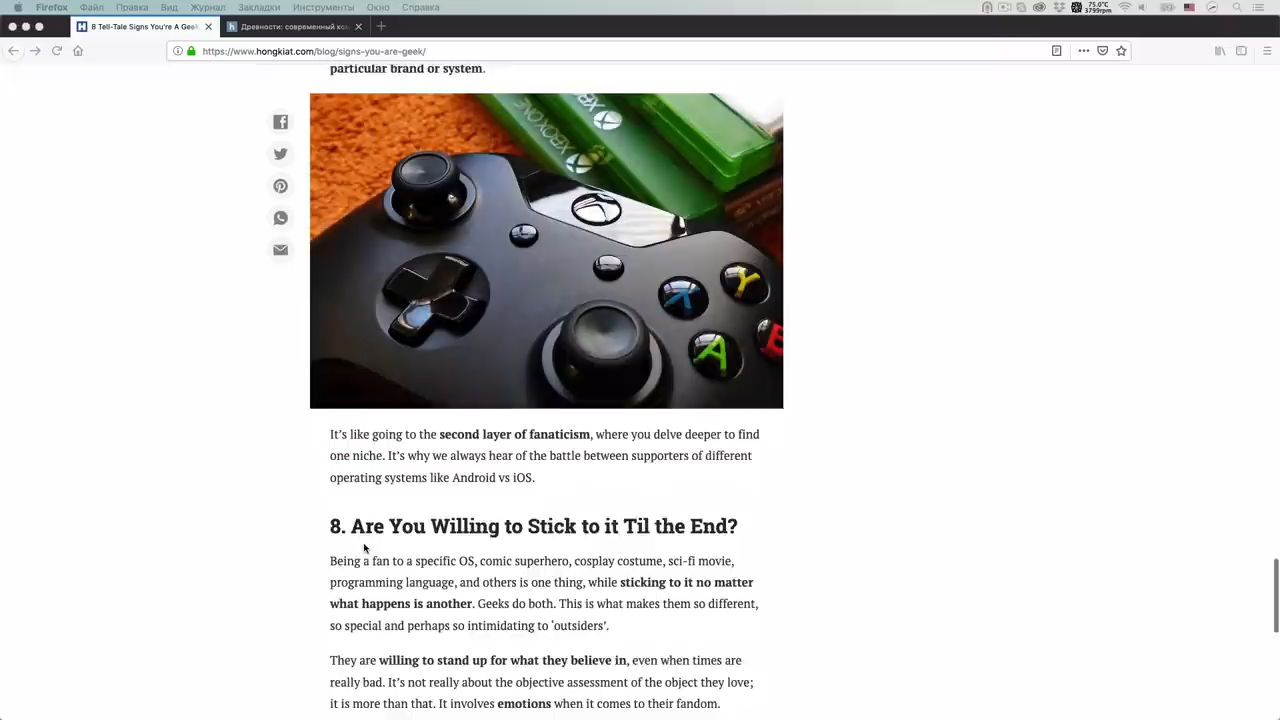 Firefox Файл Правка Вид Журнал Закладки Инструменты Окно Справка
75.0°C
3799rpm
8 Tell-Tale Signs You're A Geek
Древности: современный ко
https://www.hongkiat.com/blog/signs-you-are-geek/
particular brand or system.
XBOX ONE
XBOX
X
Y
A
B
It's like going to the second layer of fanaticism, where you delve deeper to find
one niche. It's why we always hear of the battle between supporters of different
operating systems like Android vs iOS.
8. Are You Willing to Stick to it Til the End?
Being a fan to a specific OS, comic superhero, cosplay costume, sci-fi movie,
programming language, and others is one thing, while sticking to it no matter
what happens is another. Geeks do both. This is what makes them so different,
so special and perhaps so intimidating to 'outsiders'.
They are willing to stand up for what they believe in, even when times are
really bad. It's not really about the objective assessment of the object they love;
it is more than that. It involves emotions when it comes to their fandom.